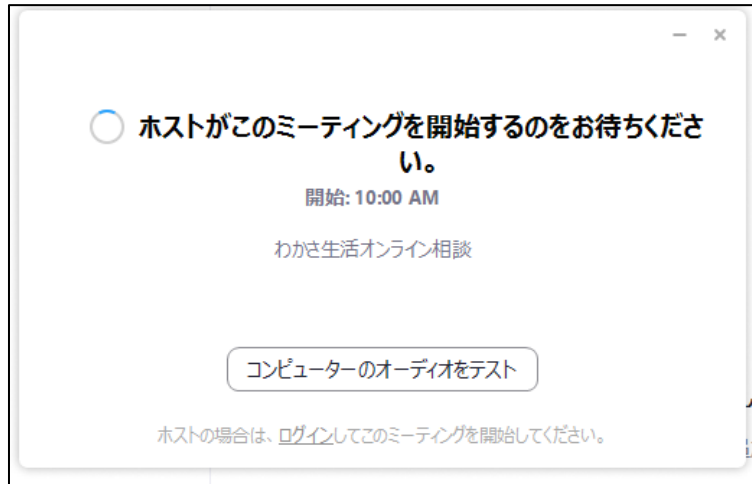 ホストがこのミーティングを開始するのをお待ちくださ
い。
開始: 10:00 AM
わかさ生活オンライン相談
コンピューターのオーディオをテスト
ホストの場合は、ログインしてこのミーティングを開始してください。